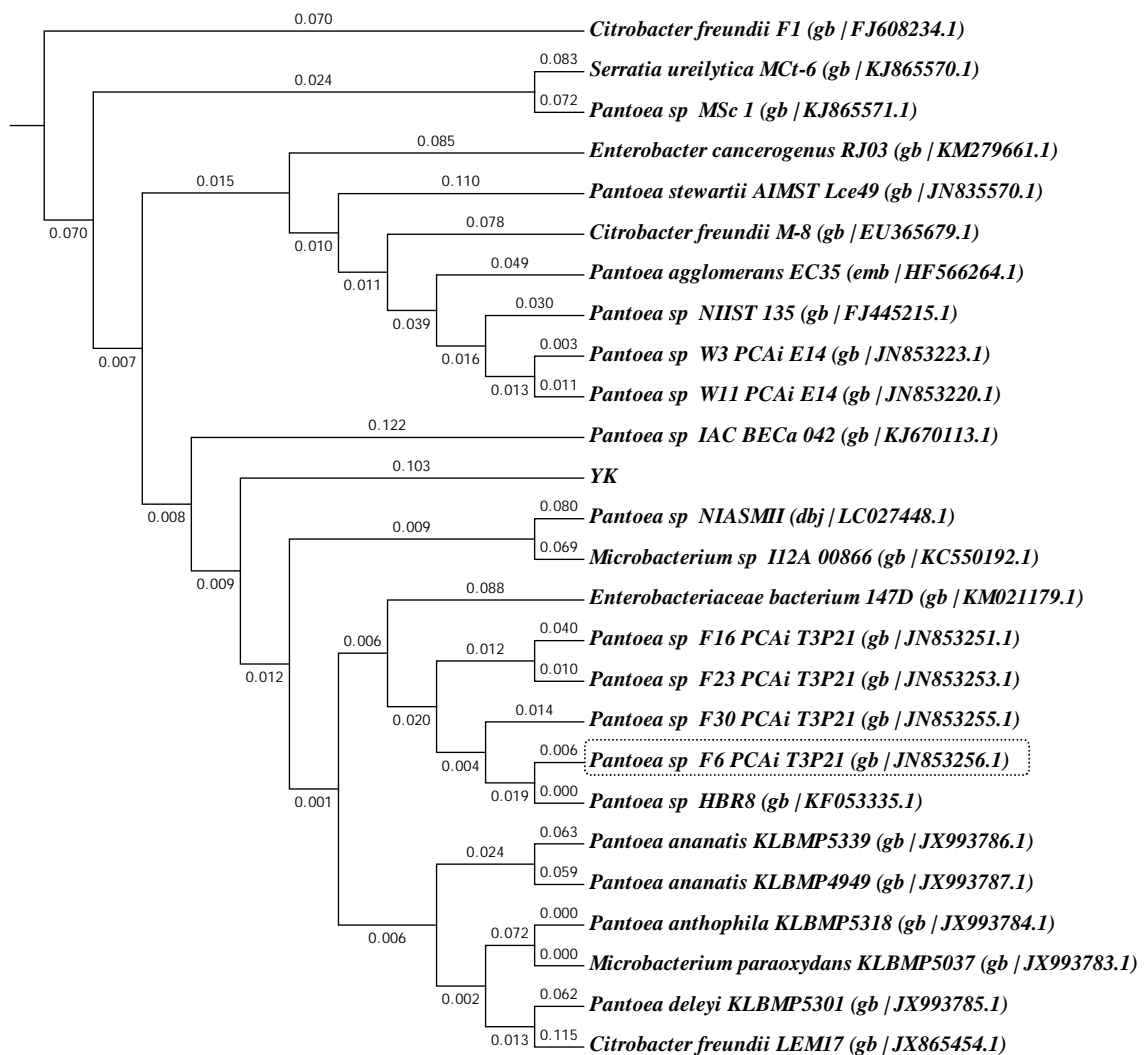 0.070
Citrobacter freundii F1 (gb / FJ608234.1)
0.083
Serratia ureilytica MCt-6 (gb / KJ865570.1)
0.024
0.072
Pantoea sp MSc 1 (gb / KJ865571.1)
0.085
Enterobacter cancerogenus RJ03 (gb / KM279661.1)
0.015
0.110
Pantoea stewartii AIMST Lce49 (gb / JN835570.1)
0.070
0.010
0.078
Citrobacter freundii M-8 (gb / EU365679.1)
0.011
0.049
Pantoea agglomerans EC35 (emb / HF566264.1)
0.039
0.030
Pantoea sp NIIST 135 (gb / FJ445215.1)
0.007
0.016
0.003
Pantoea sp W3 PCAi E14 (gb / JN853223.1)
0.013
0.011
Pantoea sp W11 PCAi E14 (gb / JN853220.1)
0.122
Pantoea sp IAC BECa 042 (gb / KJ670113.1)
0.103
YK
0.008
0.080
Pantoea sp NIASMII (dbj / LC027448.1)
0.009
0.069
Microbacterium sp I12A 00866 (gb / KC550192.1)
0.009
0.088
Enterobacteriaceae bacterium 147D (gb / KM021179.1)
0.006
0.040
Pantoea sp F16 PCAi T3P21 (gb / JN853251.1)
0.012
0.012
0.010
Pantoea sp F23 PCAi T3P21 (gb / JN853253.1)
0.020
0.014
Pantoea sp F30 PCAi T3P21 (gb / JN853255.1)
0.004
0.006
Pantoea sp F6 PCAi T3P21 (gb / JN853256.1)
0.001
0.019
0.000
Pantoea sp HBR8 (gb / KF053335.1)
0.063
Pantoea ananatis KLBMP5339 (gb / JX993786.1)
0.024
0.059
Pantoea ananatis KLBMP4949 (gb / JX993787.1)
0.006
0.000
Pantoea anthophila KLBMP5318 (gb / JX993784.1)
0.072
0.000
Microbacterium paraoxydans KLBMP5037 (gb / JX993783.1)
0.002
0.062
Pantoea deleyi KLBMP5301 (gb / JX993785.1)
0.013
0.115
Citrobacter freundii LEM17 (gb / JX865454.1)